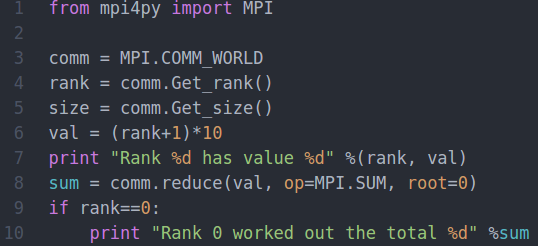 1 from mpi4py import MPI
2
3 comm = MPI.COMM_WORLD
4 rank = comm.Get_rank()
5 size = comm.Get_size()
6 val = (rank+1)*10
7 print "Rank %d has value %d" %(rank, val)
8 sum = comm.reduce(val, op=MPI.SUM, root=0)
9 if rank==0:
10     print "Rank 0 worked out the total %d" %sum